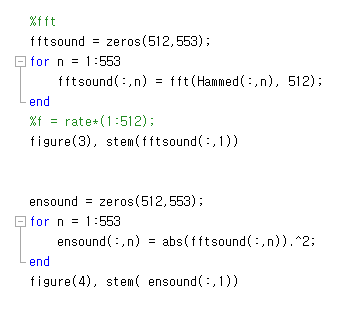 %fft
fftsound = zeros(512,553);
for n = 1:553
fftsound(:,n) = fft(Hammed(:,n), 512);
end
%f = rate*(1:512);
figure(3), stem(fftsound(:,1))
ensound = zeros(512,553);
for n = 1:553
ensound(:,n) = abs(fftsound(:,n)).^2;
end
figure(4), stem( ensound(:,1))